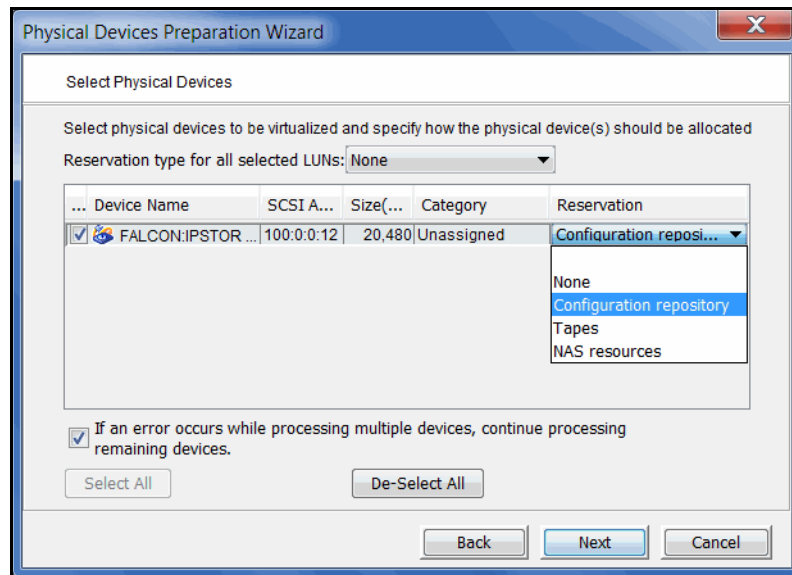 Physical Devices Preparation Wizard
X
Select Physical Devices
Select physical devices to be virtualized and specify how the physical device(s) should be allocated
Reservation type for all selected LUNs: None
... Device Name SCSI A... Size(... Category Reservation
FALCON:IPSTOR ... 100:0:0:12 20,480 Unassigned Configuration reposi...
None
Configuration repository
Tapes
NAS resources
If an error occurs while processing multiple devices, continue processing
remaining devices.
Select All De-Select All
Back Next Cancel